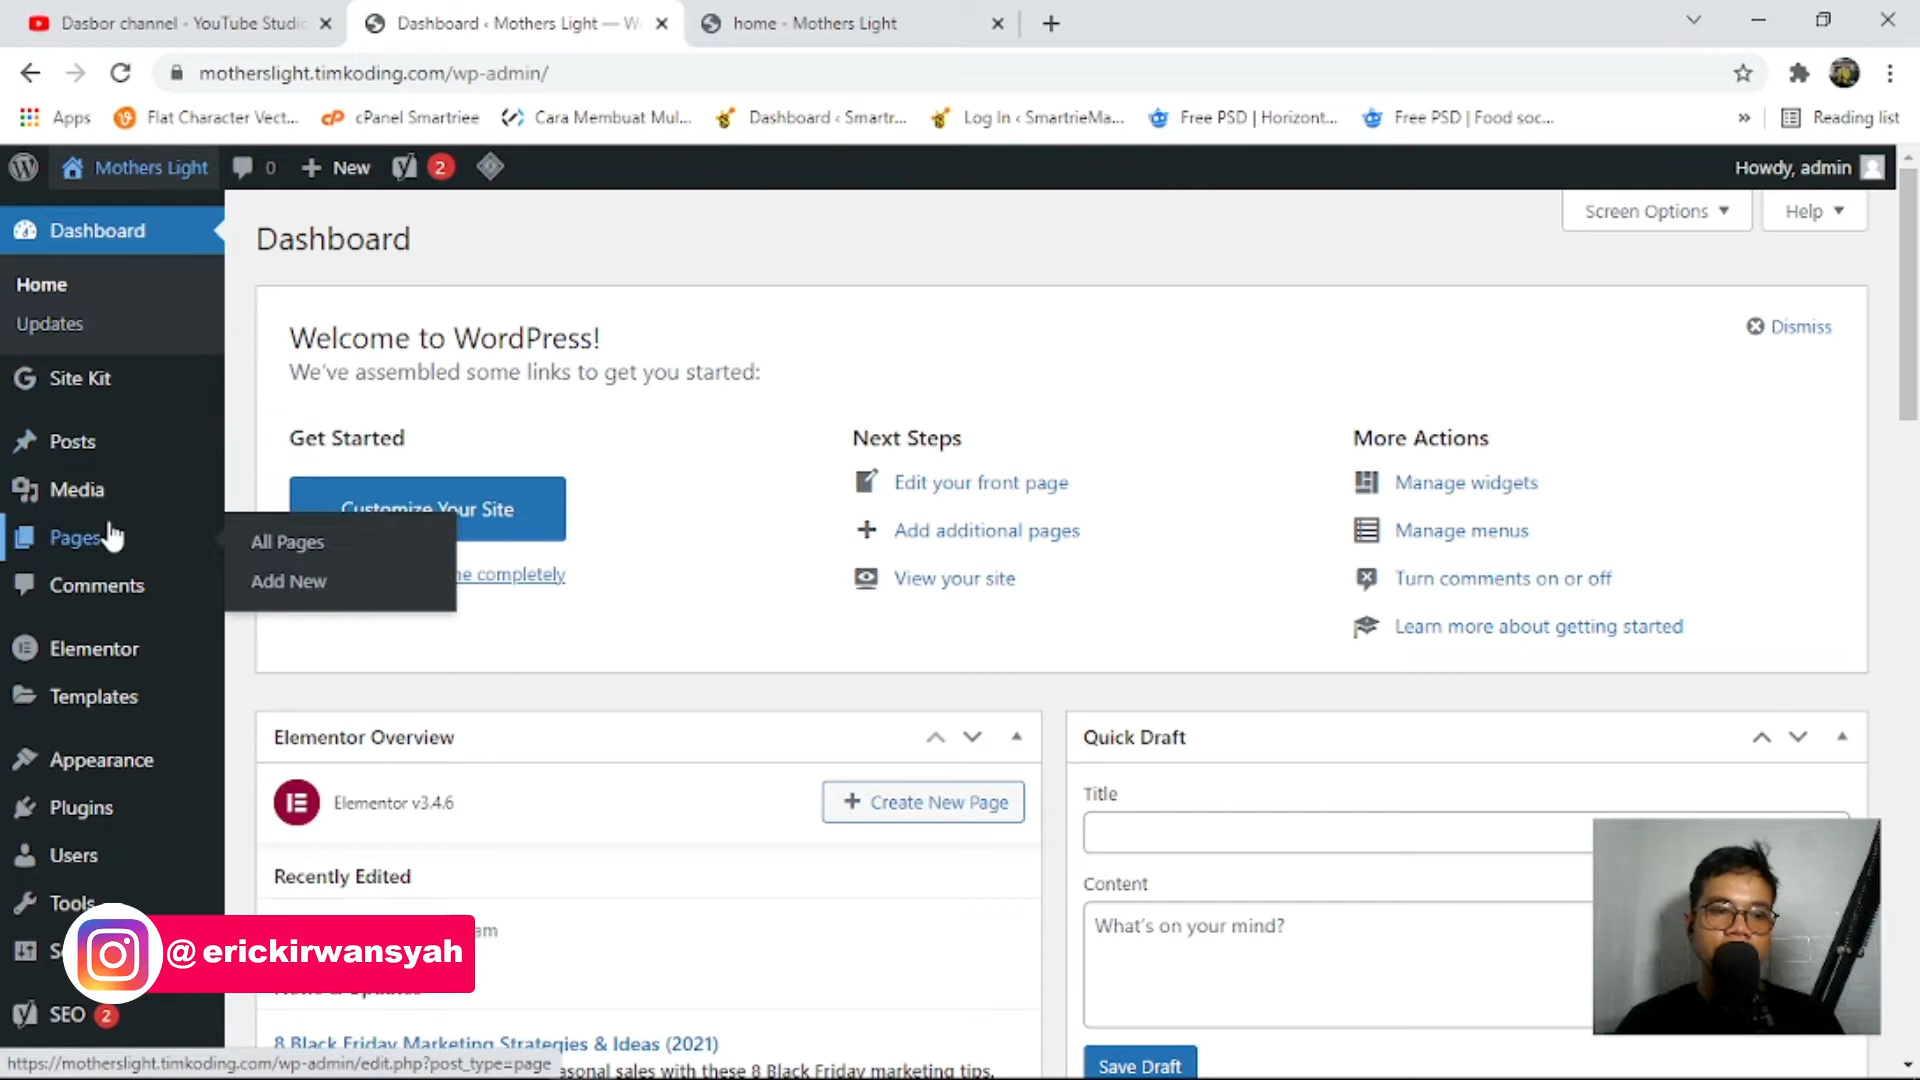 Dasbor channel - YouTube Studi
Dashboard ‹ Mothers Light — W
home - Mothers Light
motherslight.timkoding.com/wp-admin/
Apps
Flat Character Vect...
cPanel Smartriee
Cara Membuat Mul...
Dashboard ‹ Smartr...
Log In ‹ SmartrieMa...
Free PSD | Horizont...
Free PSD | Food soc...
»
Reading list
Mothers Light
0
+ New
2
Howdy, admin
Dashboard
Home
Updates
Site Kit
Posts
Media
Pages
Comments
Elementor
Templates
Appearance
Plugins
Users
Tools
SEO 2
All Pages
Add New
Screen Options
Help
Dashboard
Welcome to WordPress!
We've assembled some links to get you started:
Dismiss
Get Started
Customize Your Site
completely
Next Steps
Edit your front page
Add additional pages
View your site
More Actions
Manage widgets
Manage menus
Turn comments on or off
Learn more about getting started
Elementor Overview
Elementor v3.4.6
+ Create New Page
Recently Edited
am
8 Black Friday Marketing Strategies & Ideas (2021)
asonal sales with these 8 Black Friday marketing tips.
Quick Draft
Title
Content
What's on your mind?
Save Draft
@erickirwansyah
https://motherslight.timkoding.com/wp-admin/edit.php?post_type=page